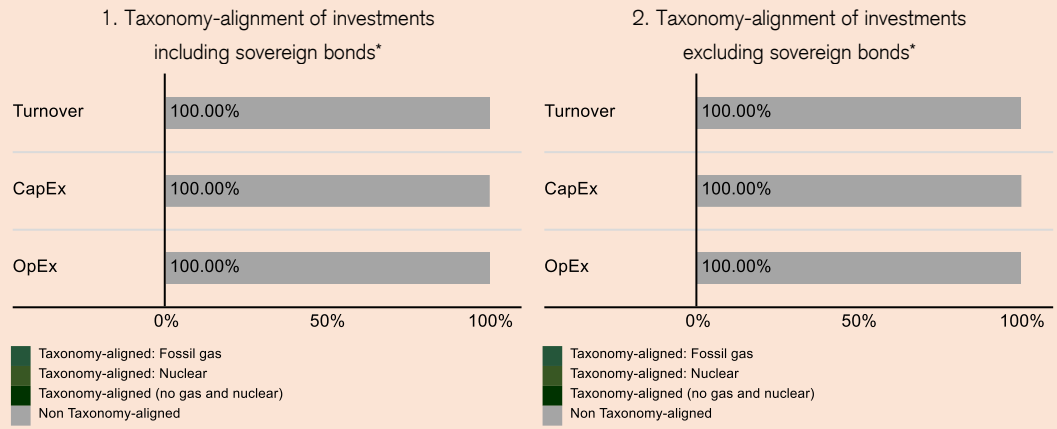 1. Taxonomy-alignment of investments
including sovereign bonds*
Turnover
100.00%
CapEx
100.00%
OpEx
100.00%
0% 50% 100%
Taxonomy-aligned: Fossil gas
Taxonomy-aligned: Nuclear
Taxonomy-aligned (no gas and nuclear)
Non Taxonomy-aligned
2. Taxonomy-alignment of investments
excluding sovereign bonds*
Turnover
100.00%
CapEx
100.00%
OpEx
100.00%
0% 50% 100%
Taxonomy-aligned: Fossil gas
Taxonomy-aligned: Nuclear
Taxonomy-aligned (no gas and nuclear)
Non Taxonomy-aligned